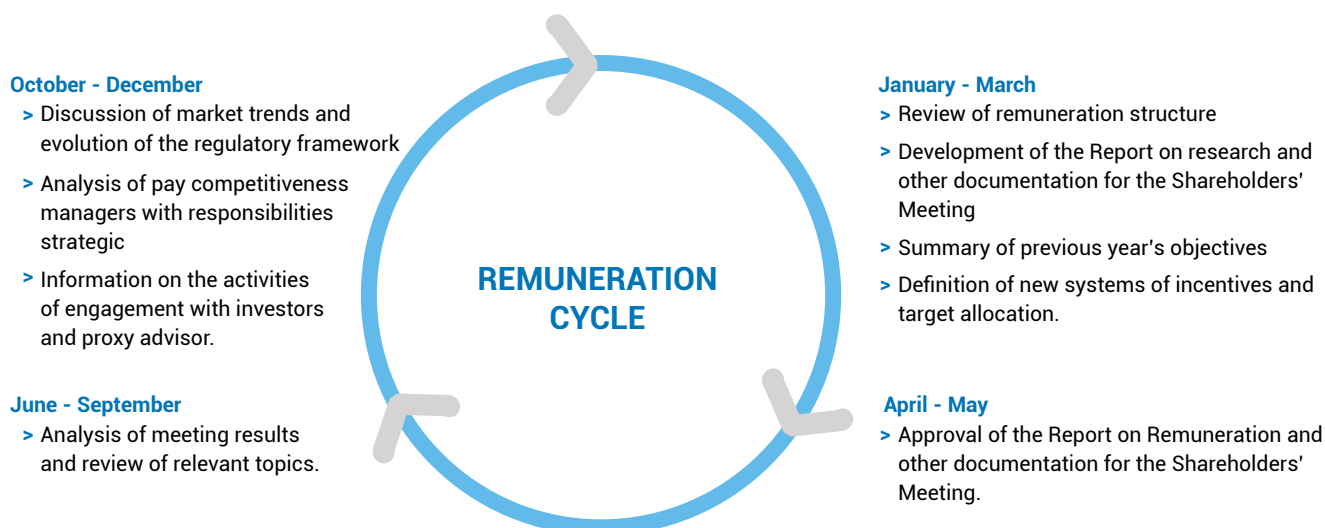 October - December
> Discussion of market trends and
evolution of the regulatory framework
> Analysis of pay competitiveness
managers with responsibilities
strategic
> Information on the activities
of engagement with investors
and proxy advisor.
June - September
> Analysis of meeting results
and review of relevant topics.
REMUNERATION
CYCLE
January - March
> Review of remuneration structure
> Development of the Report on research and
other documentation for the Shareholders'
Meeting
> Summary of previous year's objectives
> Definition of new systems of incentives and
target allocation.
April - May
> Approval of the Report on Remuneration and
other documentation for the Shareholders'
Meeting.